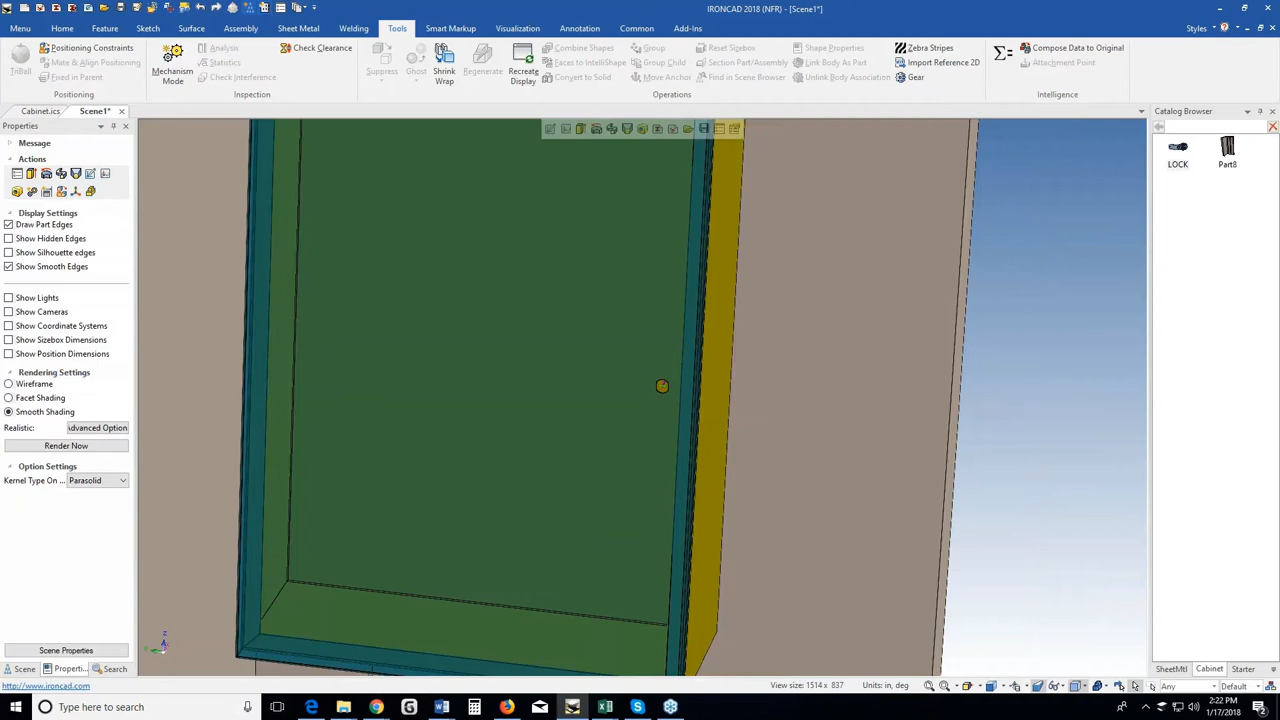 IRONCAD 2018 (NFR) - [Scene1*]
Menu Home Feature Sketch Surface Assembly Sheet Metal Welding Tools Smart Markup Visualization Annotation Common Add-Ins Styles
TriBall
Positioning Constraints
Mate & Align Positioning
Fixed in Parent
Positioning
Mechanism Mode
Analysis
Statistics
Check Interference
Check Clearance
Inspection
Suppress
Ghost
Shrink Wrap
Regenerate
Recreate Display
Combine Shapes
Faces to IntelliShape
Convert to Solid
Group
Group Child
Move Anchor
Reset Sizebox
Section Part/Assembly
Find in Scene Browser
Shape Properties
Link Body As Part
Unlink Body Association
Operations
Zebra Stripes
Import Reference 2D
Gear
Compose Data to Original
Attachment Point
Intelligence
Cabinet.ics Scene1*
Properties
Message
Actions
Display Settings
Draw Part Edges
Show Hidden Edges
Show Silhouette edges
Show Smooth Edges
Show Lights
Show Cameras
Show Coordinate Systems
Show Sizebox Dimensions
Show Position Dimensions
Rendering Settings
Wireframe
Facet Shading
Smooth Shading
Realistic: Advanced Option
Render Now
Option Settings
Kernel Type On ... Parasolid
Scene Properties
Scene Properti... Search
Catalog Browser
LOCK Part8
SheetMtl Cabinet Starter
http://www.ironcad.com
View size: 1514 x 837 Units: in, deg
Any Default
Type here to search
2:22 PM
1/17/2018